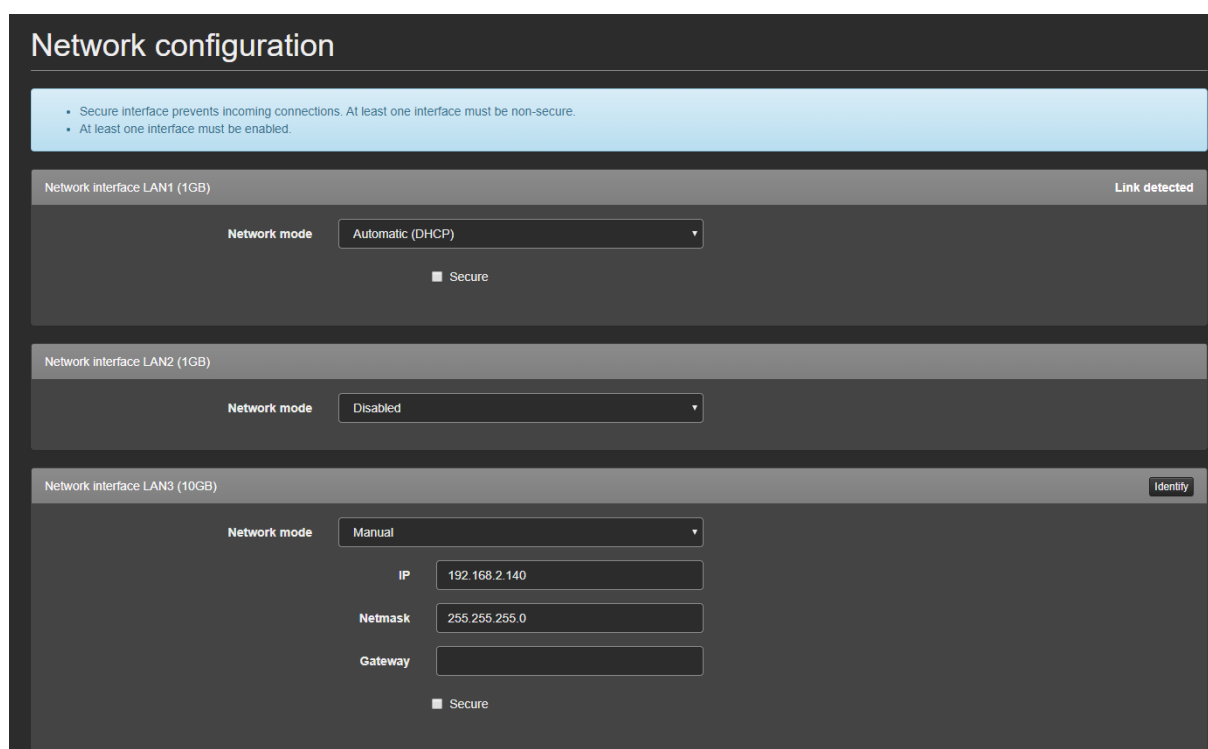 Network configuration
• Secure interface prevents incoming connections. At least one interface must be non-secure.
• At least one interface must be enabled.
Network interface LAN1 (1GB) Link detected
Network mode Automatic (DHCP)
Secure
Network interface LAN2 (1GB)
Network mode Disabled
Network interface LAN3 (10GB) Identify
Network mode Manual
IP 192.168.2.140
Netmask 255.255.255.0
Gateway
Secure